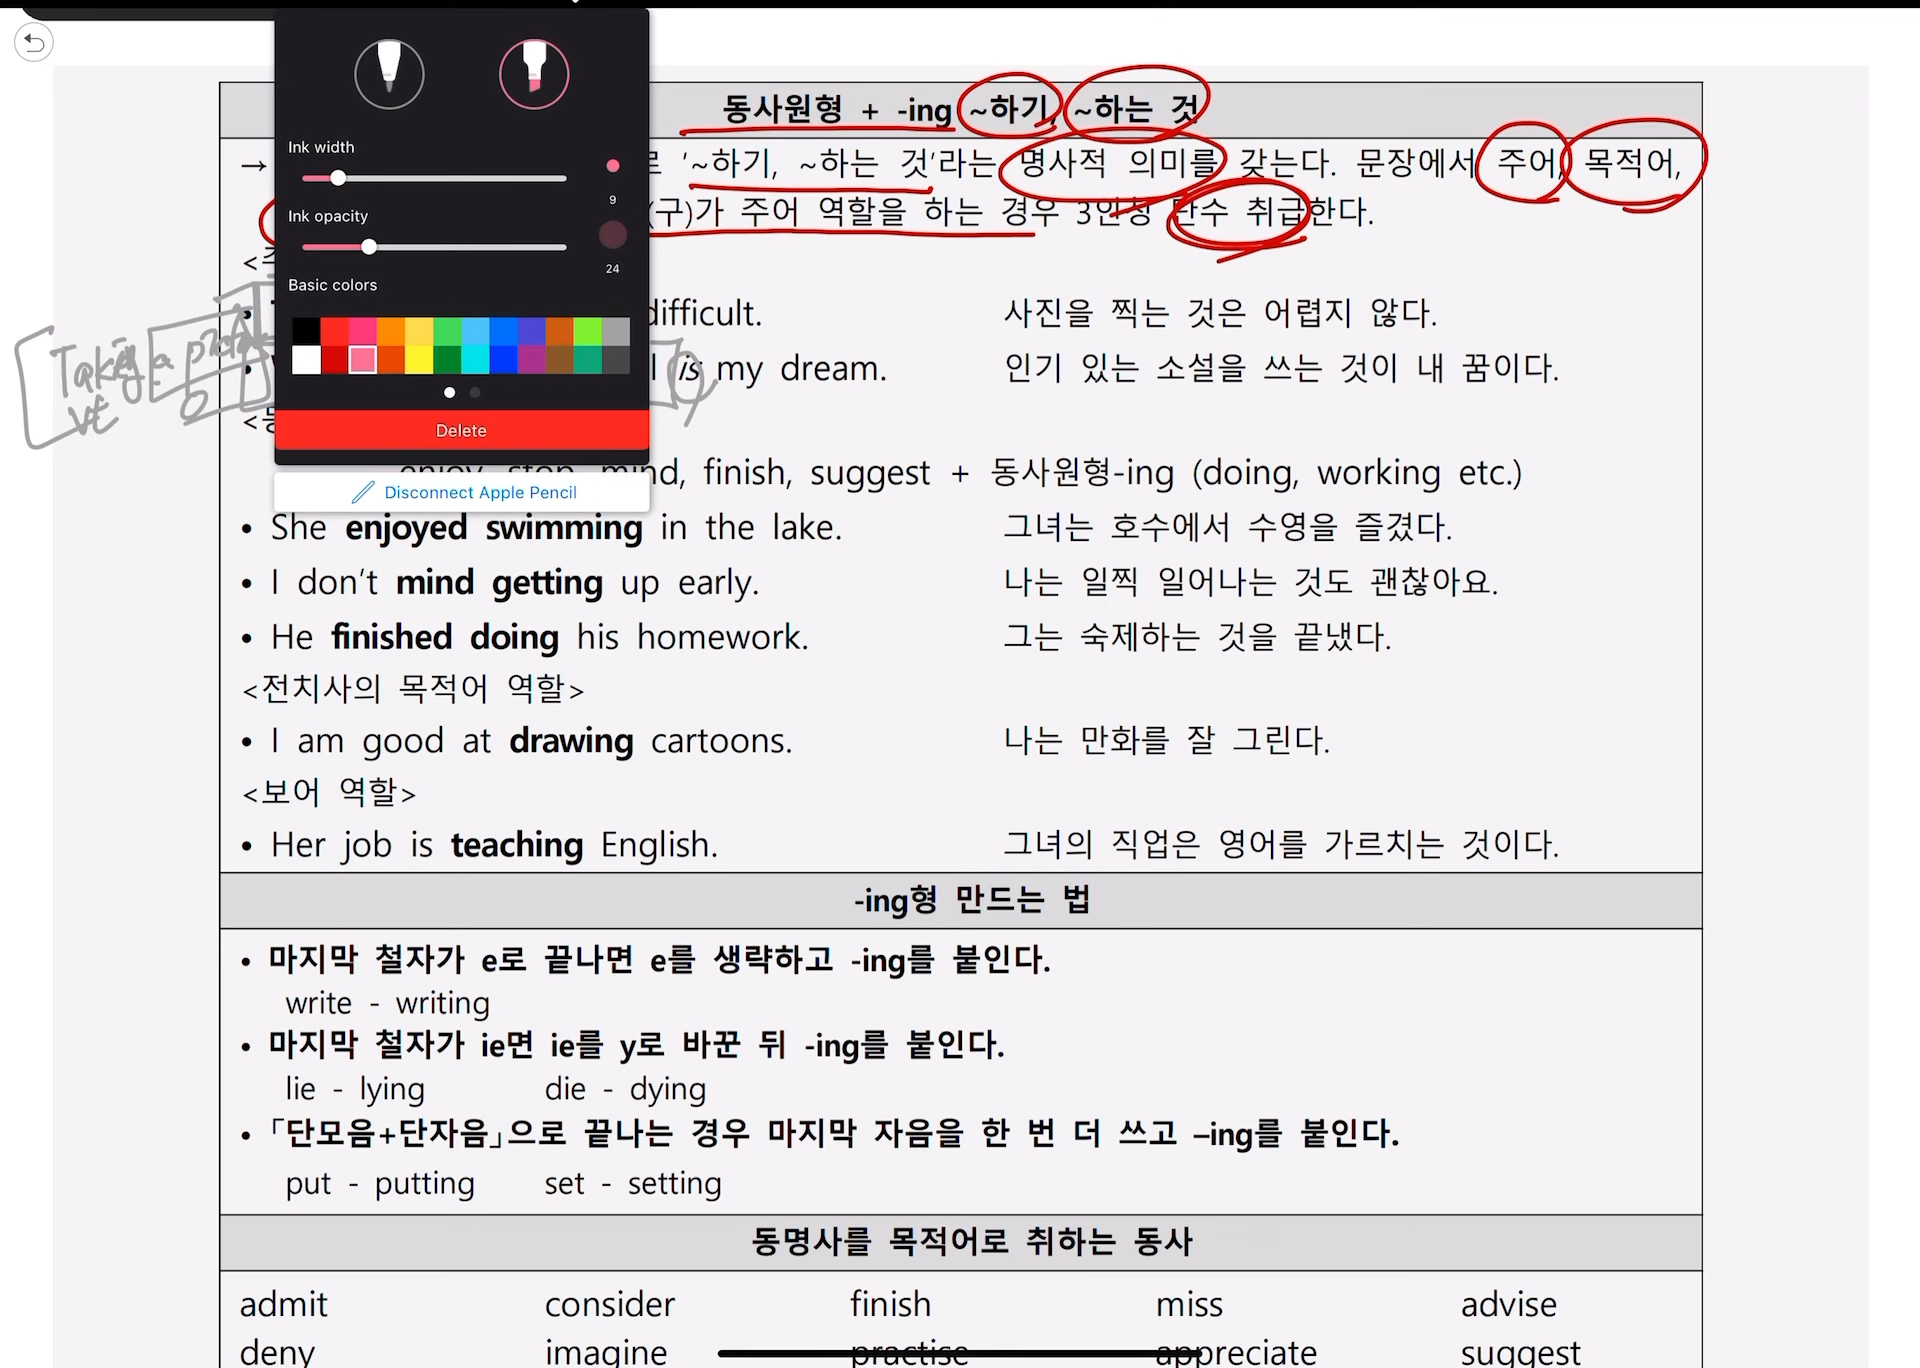 동사원형 + -ing ~하기, ~하는 것
→ '~하기, ~하는 것'라는 명사적 의미를 갖는다. 문장에서 주어, 목적어,
(구)가 주어 역할을 하는 경우 3인칭 단수 취급한다.
difficult. 사진을 찍는 것은 어렵지 않다.
is my dream. 인기 있는 소설을 쓰는 것이 내 꿈이다.
Taking a
vt
Ink width
9
Ink opacity
24
Basic colors
Delete
Disconnect Apple Pencil
enjoy, stop, mind, finish, suggest + 동사원형-ing (doing, working etc.)
• She enjoyed swimming in the lake. 그녀는 호수에서 수영을 즐겼다.
• I don't mind getting up early. 나는 일찍 일어나는 것도 괜찮아요.
• He finished doing his homework. 그는 숙제하는 것을 끝냈다.
<전치사의 목적어 역할>
• I am good at drawing cartoons. 나는 만화를 잘 그린다.
<보어 역할>
• Her job is teaching English. 그녀의 직업은 영어를 가르치는 것이다.
-ing형 만드는 법
• 마지막 철자가 e로 끝나면 e를 생략하고 -ing를 붙인다.
write - writing
• 마지막 철자가 ie면 ie를 y로 바꾼 뒤 -ing를 붙인다.
lie - lying die - dying
• 「단모음+단자음」으로 끝나는 경우 마지막 자음을 한 번 더 쓰고 –ing를 붙인다.
put - putting set - setting
동명사를 목적어로 취하는 동사
admit consider finish miss advise
deny imagine practise appreciate suggest